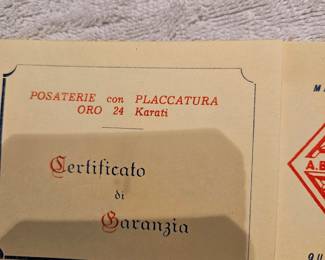 POSATERIE con PLACCATURA
ORO 24 Karati
Certificato
di
Garanzia